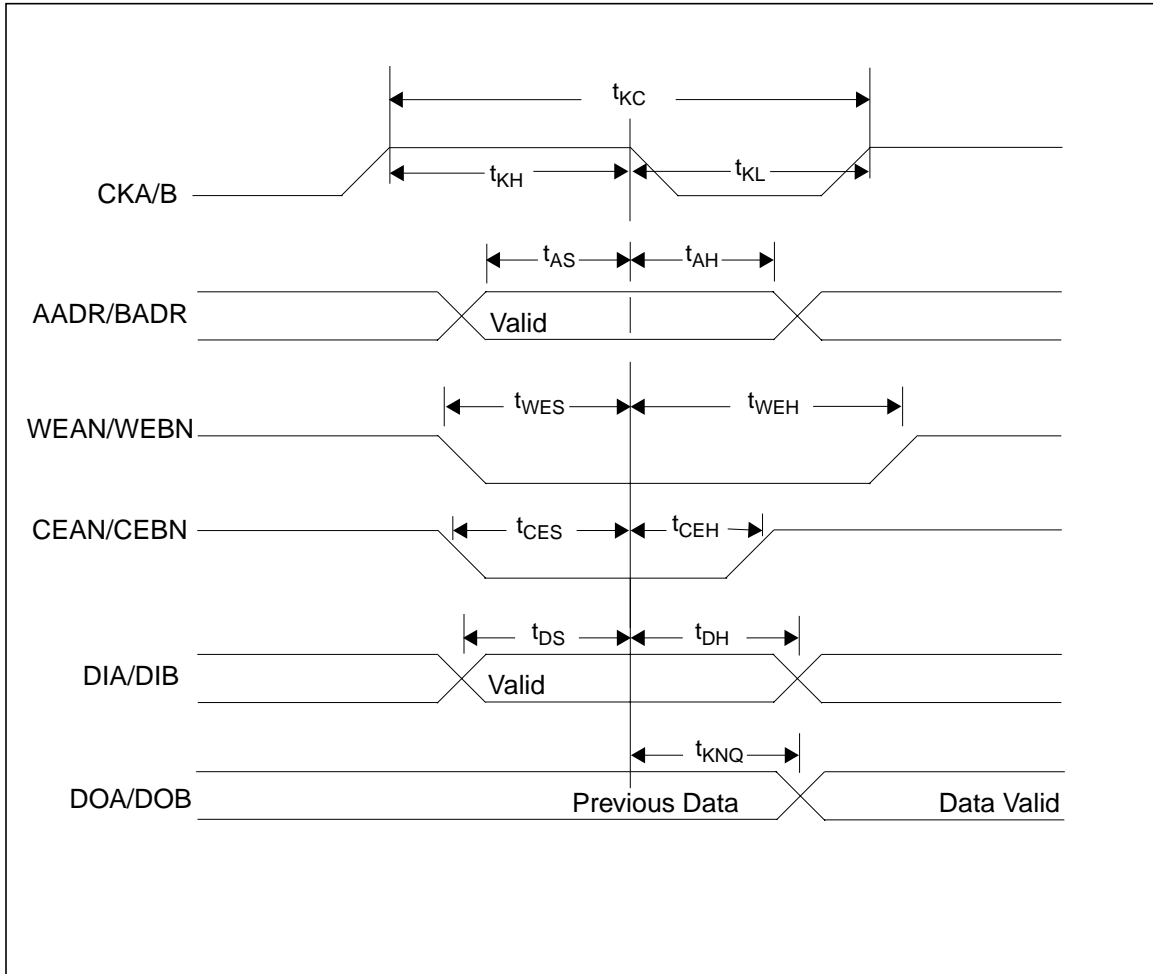 tKC
tKH
tKL
CKA/B
tAS
tAH
AADR/BADR
Valid
tWES
tWEH
WEAN/WEBN
CEAN/CEBN
tCES
tCEH
tDS
tDH
DIA/DIB
Valid
tKNQ
DOA/DOB
Previous Data
Data Valid